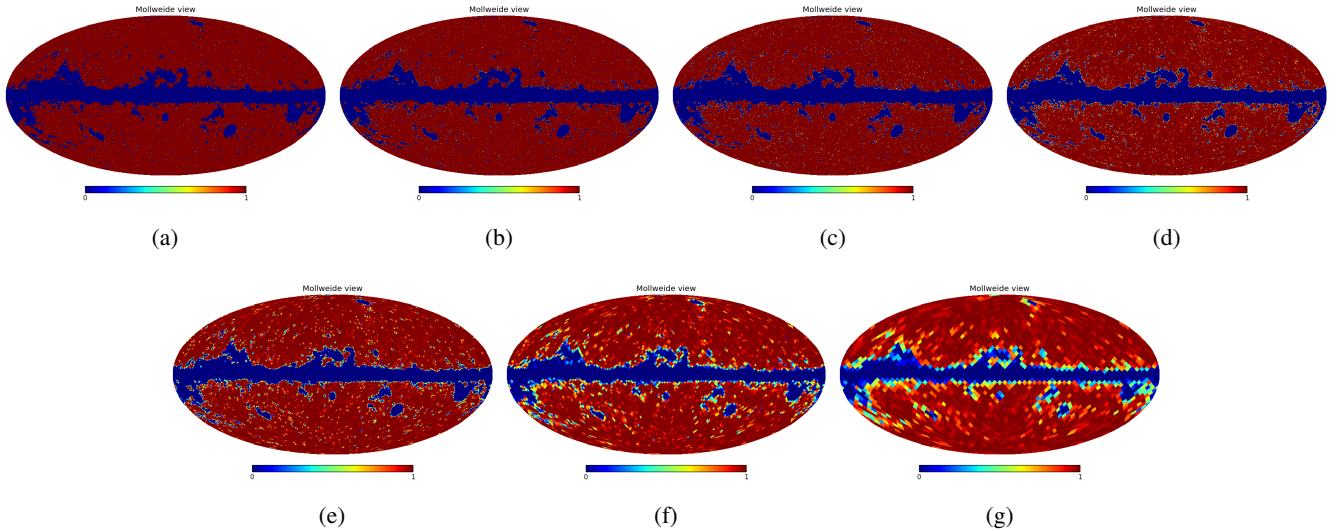 Mollweide view Mollweide view Mollweide view Mollweide view
0 1 0 1 0 1 0 1
(a) (b) (c) (d)
Mollweide view Mollweide view Mollweide view
0 1 0 1 0 1
(e) (f) (g)